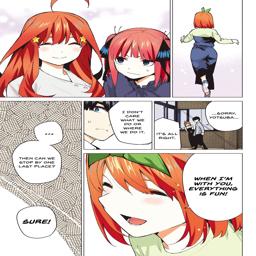 ...SORRY,
YOTSUBA...
I DON'T
CARE WHAT
WE DO OR
WHERE
WE DO IT.
IT'S ALL
RIGHT.
WHEN I'M
WITH YOU,
EVERYTHING
IS FUN!
...
THEN CAN WE
STOP BY ONE
LAST PLACE?
SURE!